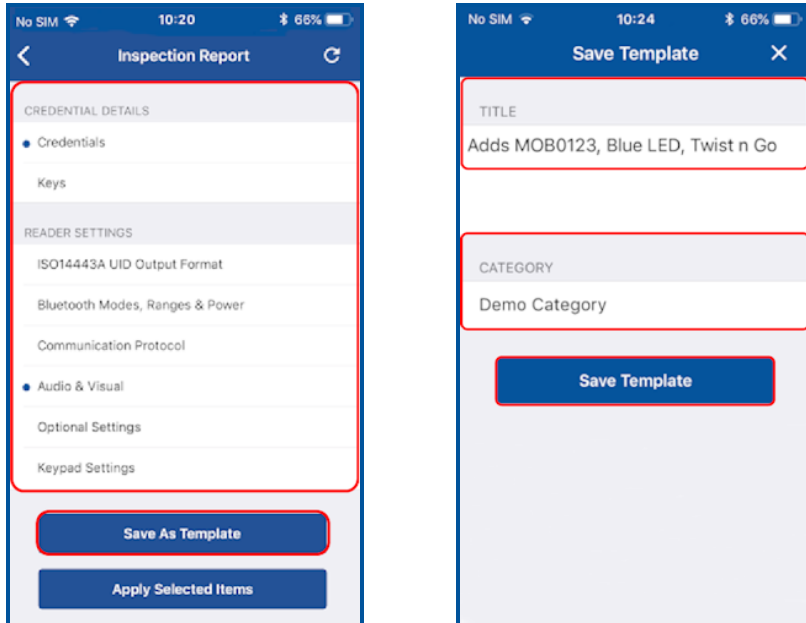 No SIM 10:20 66%
Inspection Report
CREDENTIAL DETAILS
Credentials
Keys
READER SETTINGS
ISO14443A UID Output Format
Bluetooth Modes, Ranges & Power
Communication Protocol
Audio & Visual
Optional Settings
Keypad Settings
Save As Template
Apply Selected Items
No SIM 10:24 66%
Save Template
TITLE
Adds MOB0123, Blue LED, Twist n Go
CATEGORY
Demo Category
Save Template